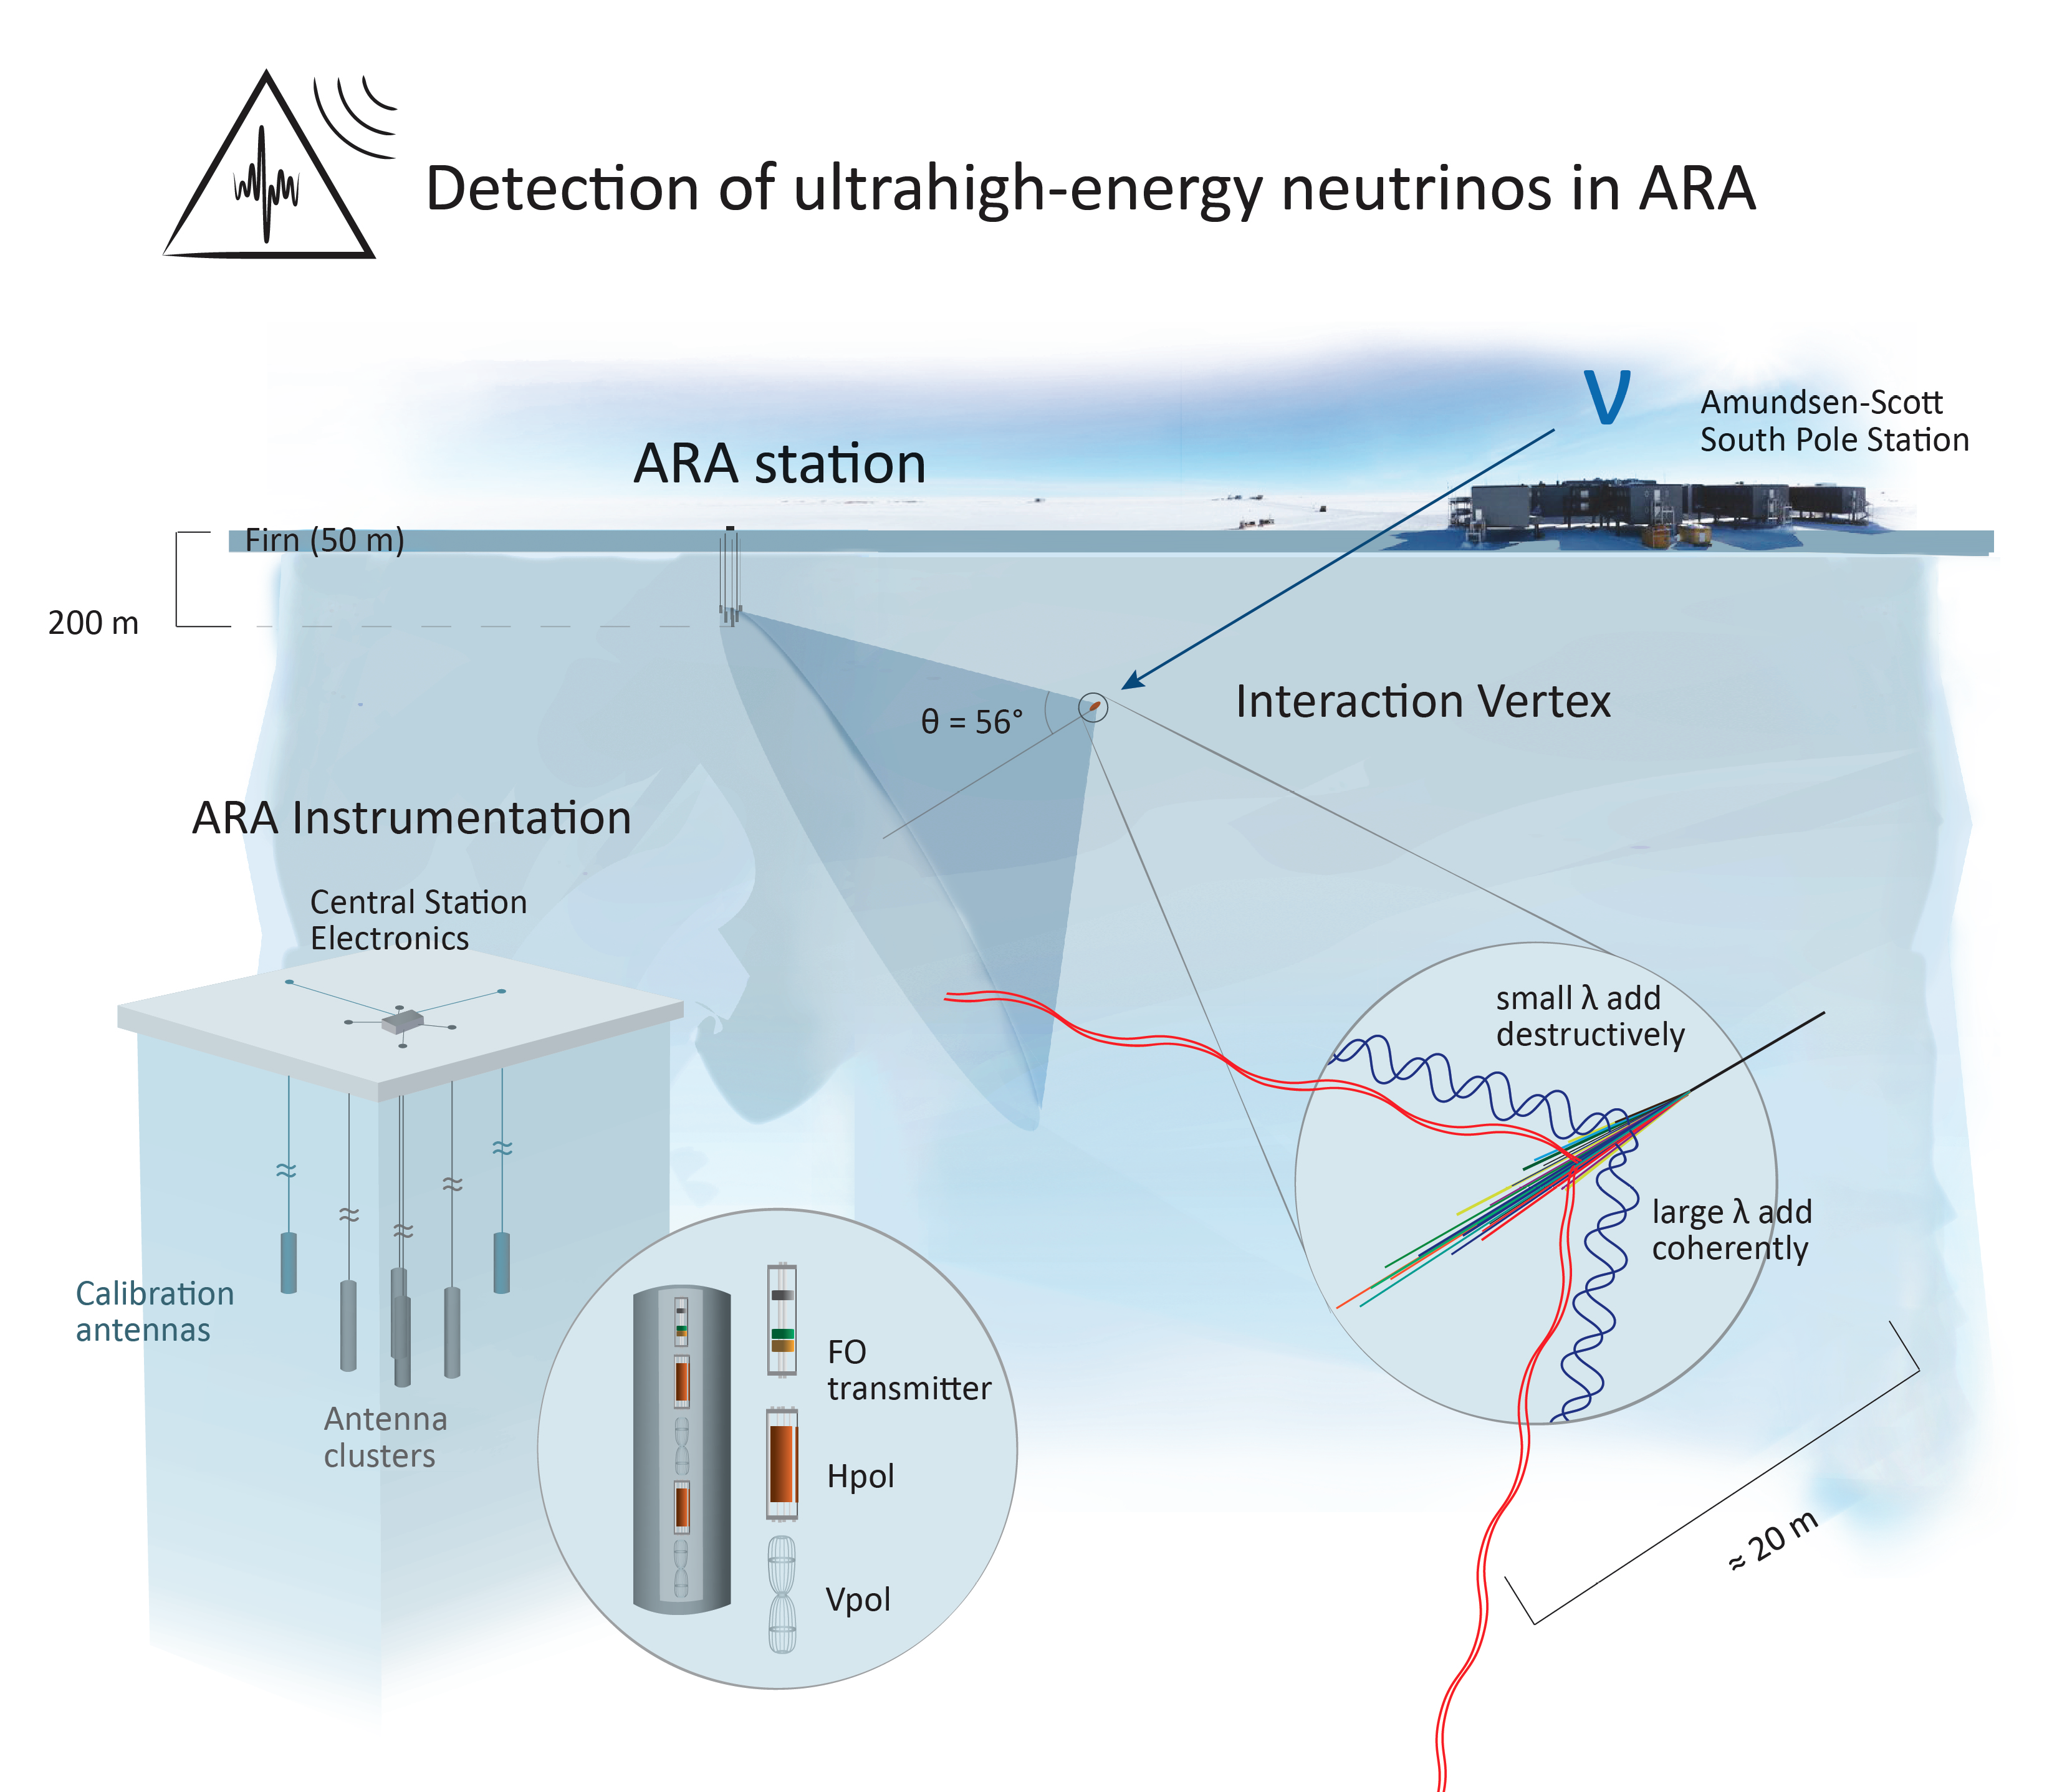 Detection of ultrahigh-energy neutrinos in ARA
ν
Amundsen-Scott
South Pole Station
ARA station
Firn (50 m)
200 m
Interaction Vertex
θ = 56°
ARA Instrumentation
Central Station
Electronics
small λ add
destructively
large λ add
coherently
Calibration
antennas
Antenna
clusters
FO
transmitter
Hpol
Vpol
≈ 20 m